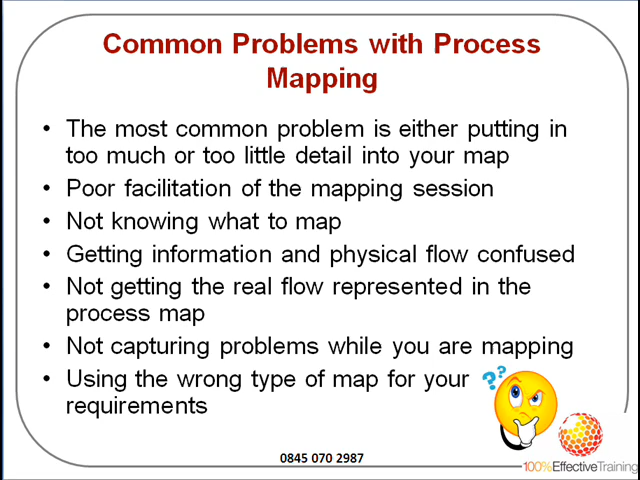 Common Problems with Process
Mapping
• The most common problem is either putting in
too much or too little detail into your map
• Poor facilitation of the mapping session
• Not knowing what to map
• Getting information and physical flow confused
• Not getting the real flow represented in the
process map
• Not capturing problems while you are mapping
• Using the wrong type of map for your
requirements
??
0845 070 2987
100%EffectiveTraining